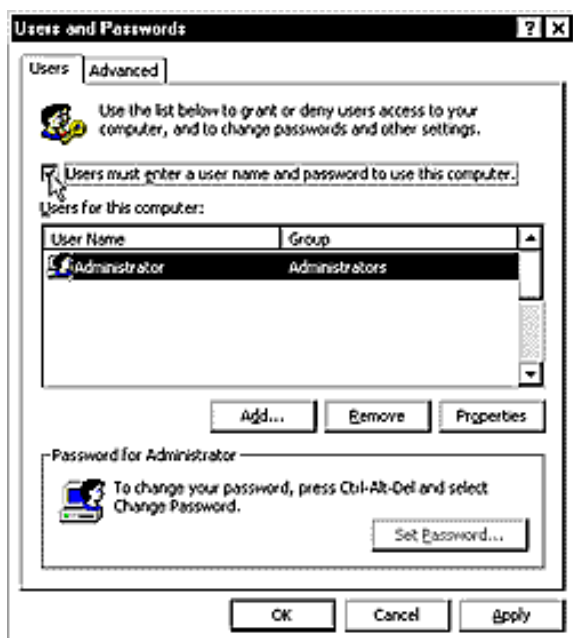 Users and Passwords
Users Advanced
Use the list below to grant or deny users access to your
computer, and to change passwords and other settings.
Users must enter a user name and password to use this computer.
Users for this computer:
User Name Group
Administrator Administrators
Add... Remove Properties
Password for Administrator
To change your password, press Ctrl-Alt-Del and select
Change Password.
Set Password...
OK Cancel Apply